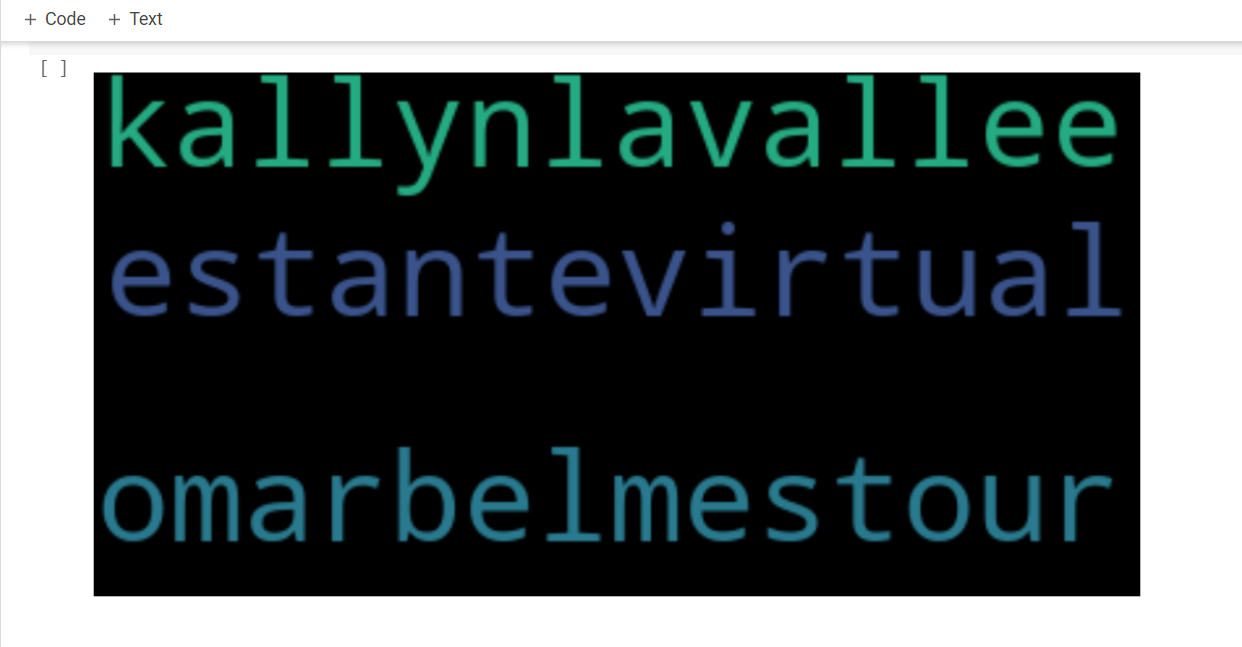 + Code + Text
[ ]
kallynlavallee
estantevirtual
omarbelmestour